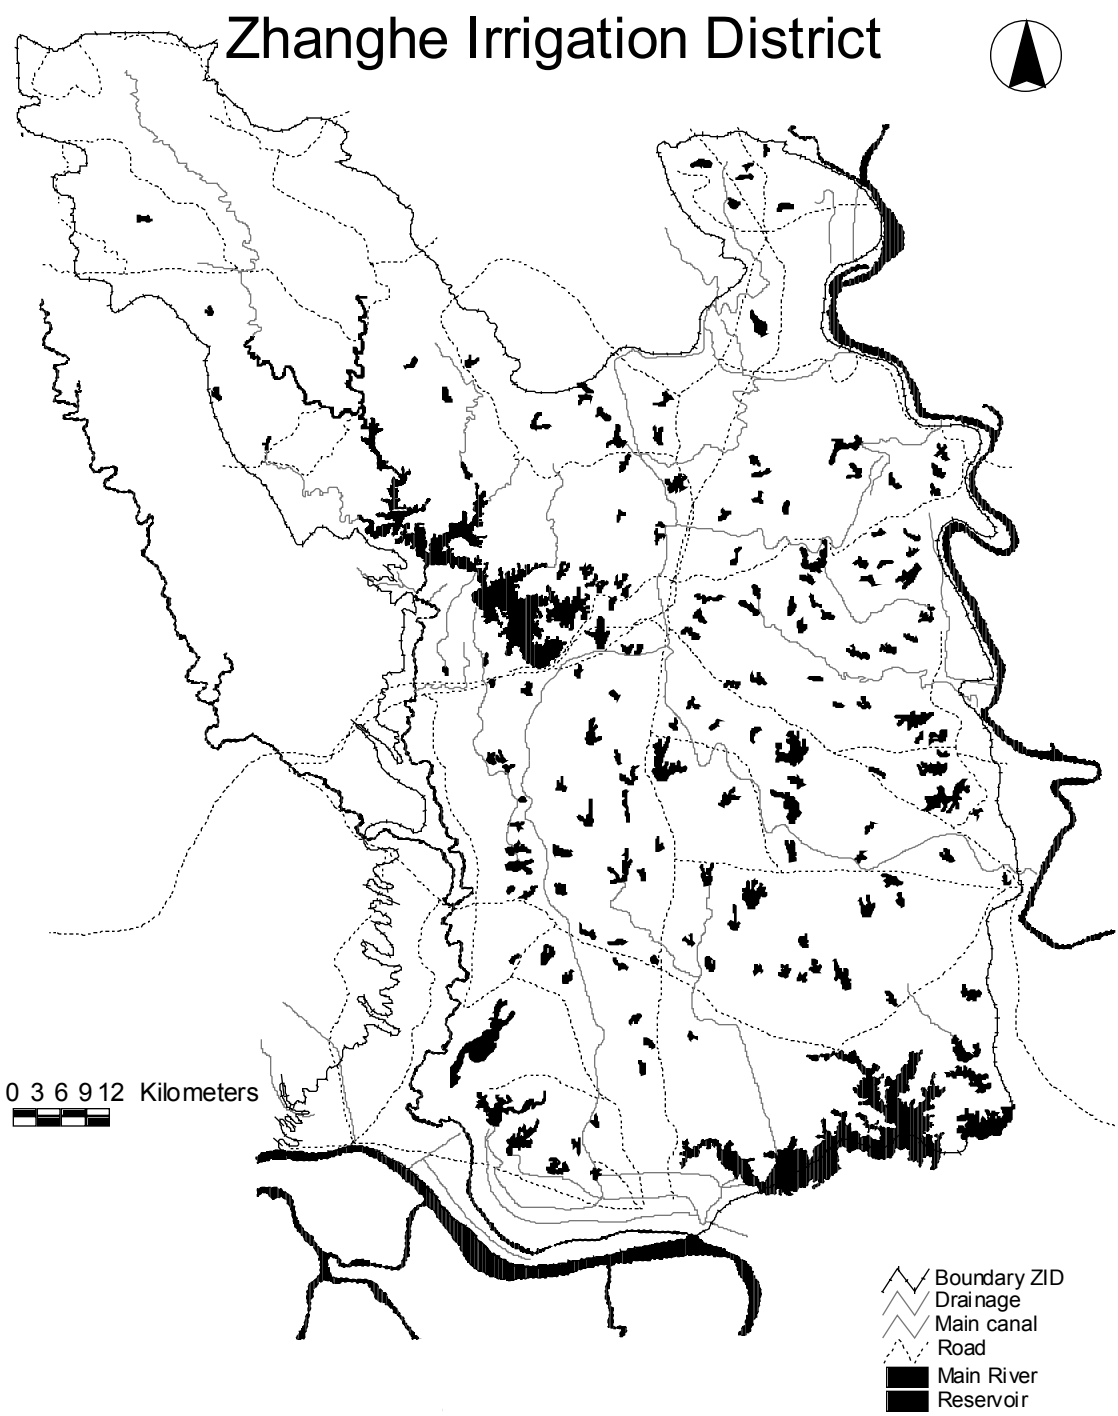 Zhanghe Irrigation District
0 3 6 9 12 Kilometers
Boundary ZID
Drainage
Main canal
Road
Main River
Reservoir